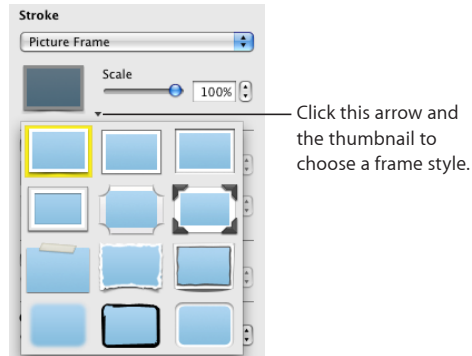 Stroke
Picture Frame
Scale
100%
Click this arrow and
the thumbnail to
choose a frame style.